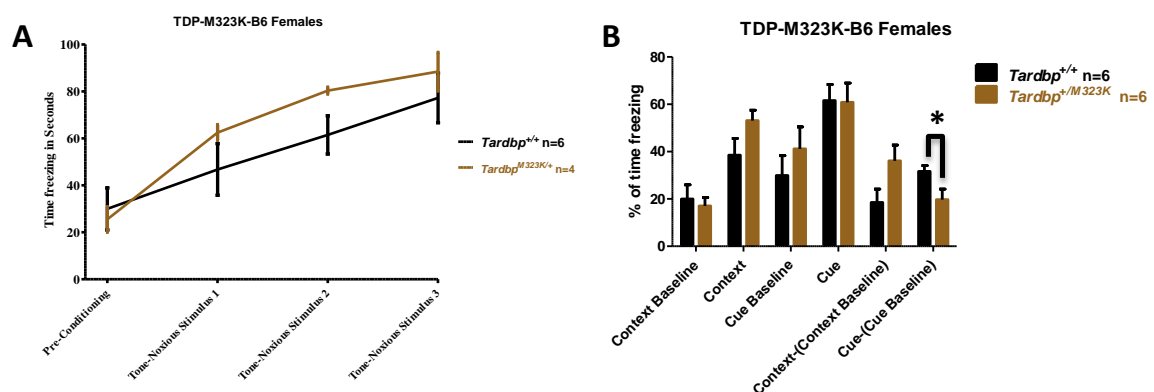 A
TDP-M323K-B6 Females
Time freezing in Seconds
100
80
60
40
20
0
Pre-Conditioning
Tone-Noxious Stimulus 1
Tone-Noxious Stimulus 2
Tone-Noxious Stimulus 3
Tardbp+/+ n=6
TardbpM323K/+ n=4
B
TDP-M323K-B6 Females
% of time freezing
80
60
40
20
0
Context Baseline
Context
Cue Baseline
Cue
Context-(Context Baseline)
Cue-(Cue Baseline)
*
Tardbp+/+ n=6
Tardbp+/M323K n=6